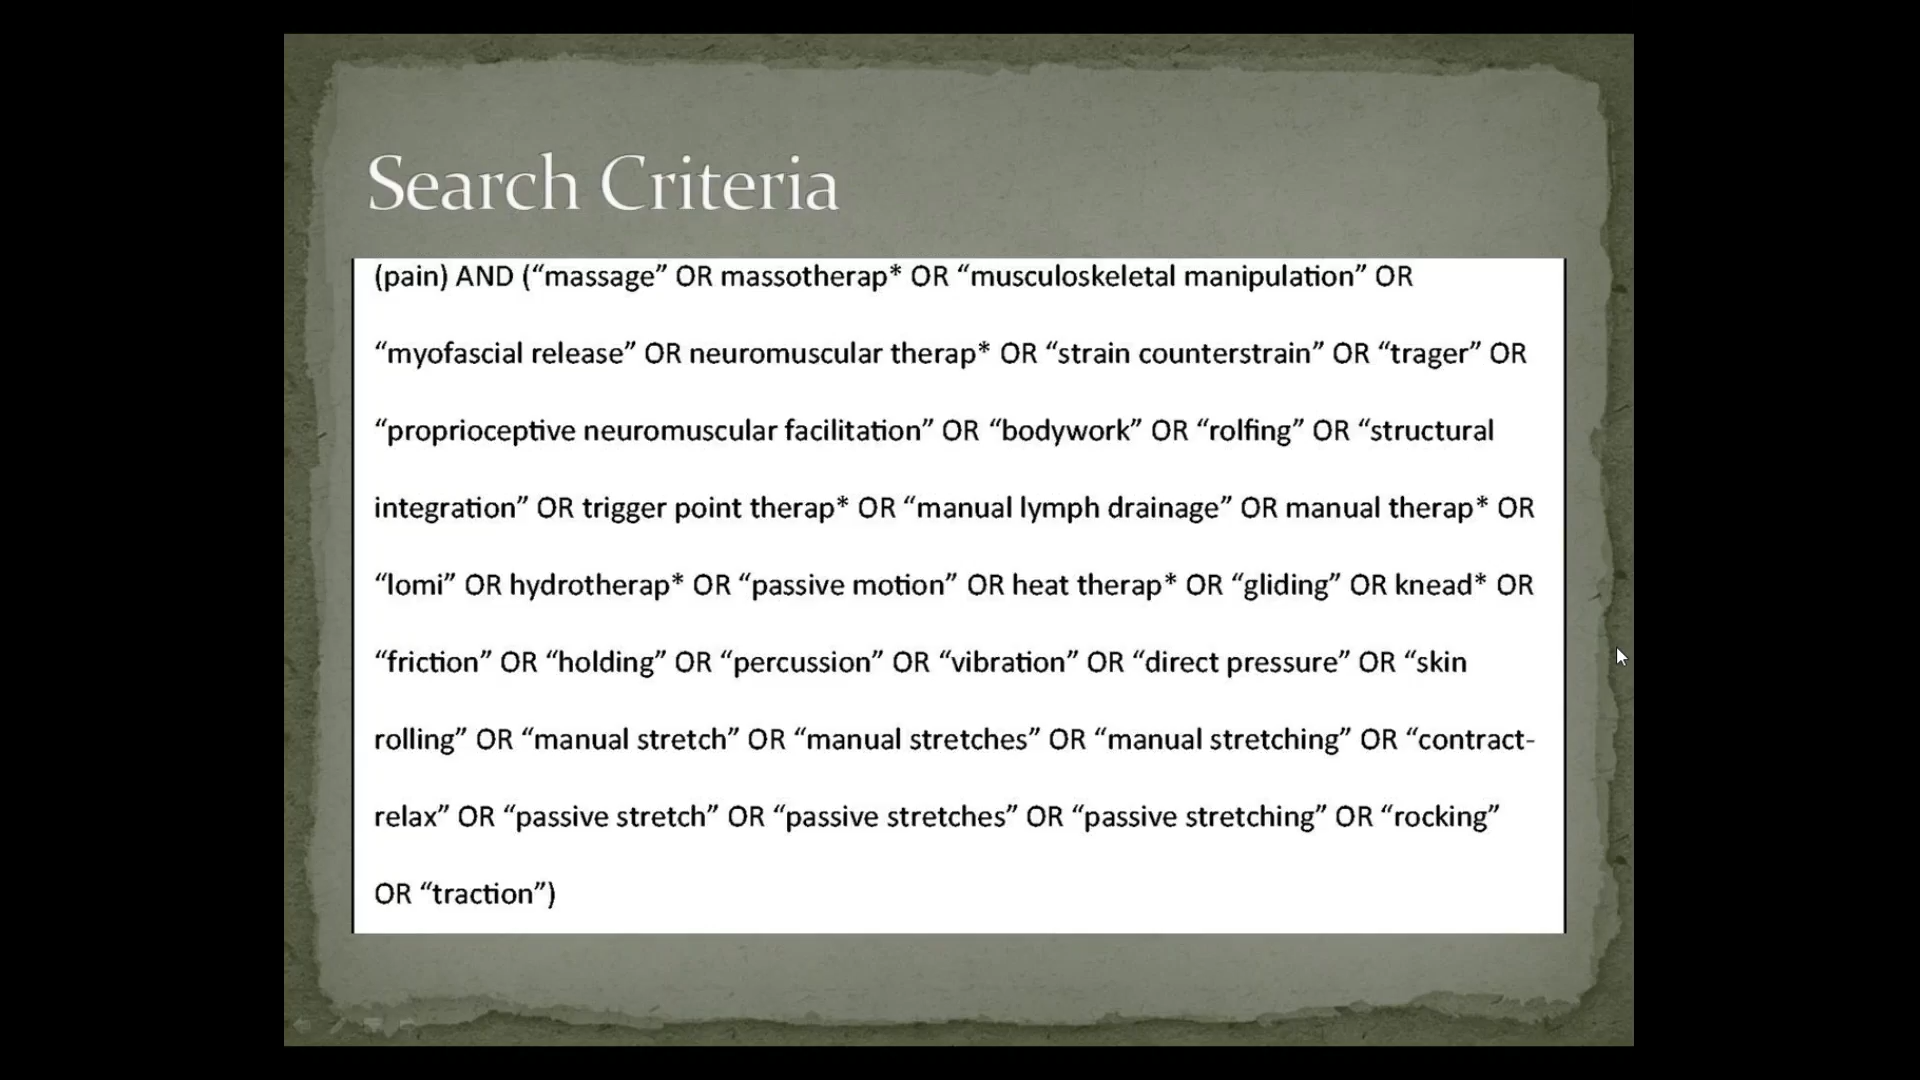 Search Criteria
(pain) AND (“massage” OR massotherap* OR “musculoskeletal manipulation” OR
“myofascial release” OR neuromuscular therap* OR “strain counterstrain” OR “trager” OR
“proprioceptive neuromuscular facilitation” OR “bodywork” OR “rolfing” OR “structural
integration” OR trigger point therap* OR “manual lymph drainage” OR manual therap* OR
“lomi” OR hydrotherap* OR “passive motion” OR heat therap* OR “gliding” OR knead* OR
“friction” OR “holding” OR “percussion” OR “vibration” OR “direct pressure” OR “skin
rolling” OR “manual stretch” OR “manual stretches” OR “manual stretching” OR “contract-
relax” OR “passive stretch” OR “passive stretches” OR “passive stretching” OR “rocking”
OR “traction”)